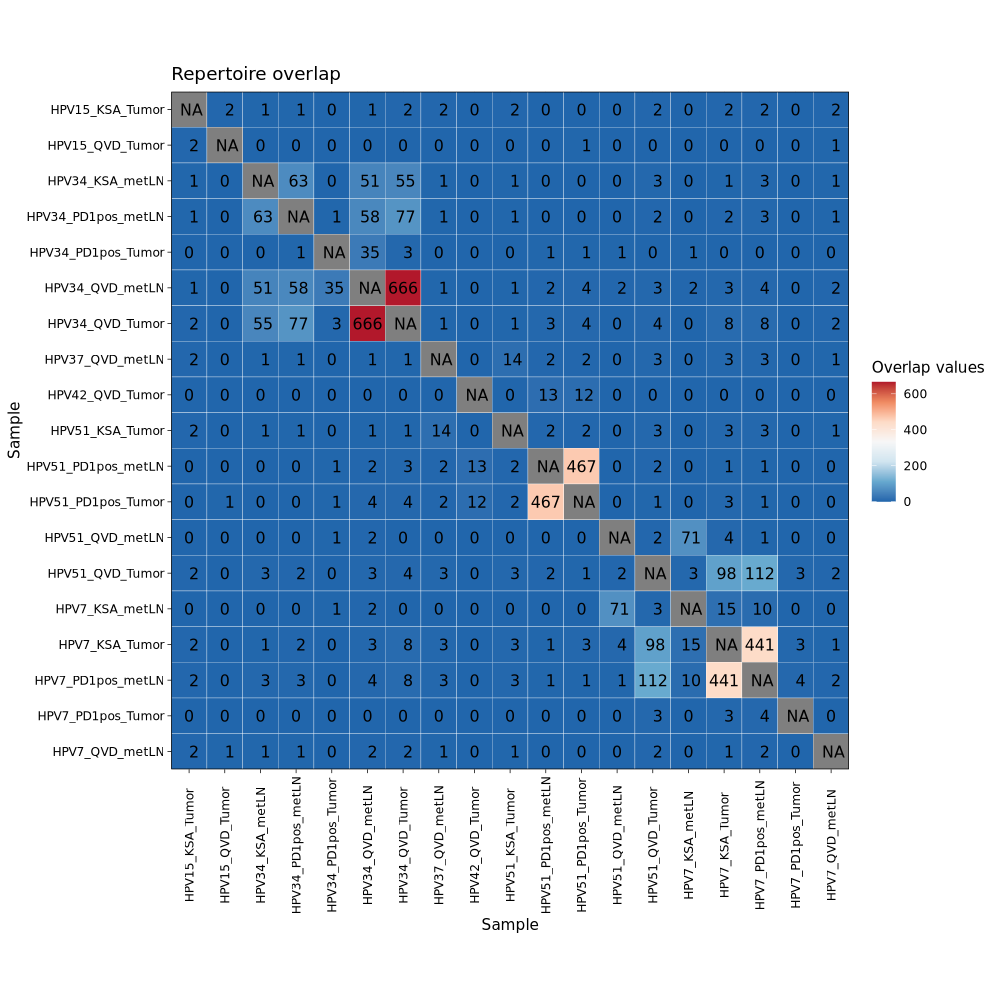 Repertoire overlap
HPV15_KSA_Tumor NA 2 1 1 0 1 2 2 0 2 0 0 0 2 0 2 2 0 2
HPV15_QVD_Tumor 2 NA 0 0 0 0 0 0 0 0 0 1 0 0 0 0 0 0 1
HPV34_KSA_metLN 1 0 NA 63 0 51 55 1 0 1 0 0 0 3 0 1 3 0 1
HPV34_PD1pos_metLN 1 0 63 NA 1 58 77 1 0 1 0 0 0 2 0 2 3 0 1
HPV34_PD1pos_Tumor 0 0 0 1 NA 35 3 0 0 0 1 1 1 0 1 0 0 0 0
HPV34_QVD_metLN 1 0 51 58 35 NA 666 1 0 1 2 4 2 3 2 3 4 0 2
HPV34_QVD_Tumor 2 0 55 77 3 666 NA 1 0 1 3 4 0 4 0 8 8 0 2
HPV37_QVD_metLN 2 0 1 1 0 1 1 NA 0 14 2 2 0 3 0 3 3 0 1
HPV42_QVD_Tumor 0 0 0 0 0 0 0 0 NA 0 13 12 0 0 0 0 0 0 0
HPV51_KSA_Tumor 2 0 1 1 0 1 1 14 0 NA 2 2 0 3 0 3 3 0 1
HPV51_PD1pos_metLN 0 0 0 0 1 2 3 2 13 2 NA 467 0 2 0 1 1 0 0
HPV51_PD1pos_Tumor 0 1 0 0 1 4 4 2 12 2 467 NA 0 1 0 3 1 0 0
HPV51_QVD_metLN 0 0 0 0 1 2 0 0 0 0 0 0 NA 2 71 4 1 0 0
HPV51_QVD_Tumor 2 0 3 2 0 3 4 3 0 3 2 1 2 NA 3 98 112 3 2
HPV7_KSA_metLN 0 0 0 0 1 2 0 0 0 0 0 0 71 3 NA 15 10 0 0
HPV7_KSA_Tumor 2 0 1 2 0 3 8 3 0 3 1 3 4 98 15 NA 441 3 1
HPV7_PD1pos_metLN 2 0 3 3 0 4 8 3 0 3 1 1 1 112 10 441 NA 4 2
HPV7_PD1pos_Tumor 0 0 0 0 0 0 0 0 0 0 0 0 0 3 0 3 4 NA 0
HPV7_QVD_metLN 2 1 1 1 0 2 2 1 0 1 0 0 0 2 0 1 2 0 NA
Sample
HPV15_KSA_Tumor
HPV15_QVD_Tumor
HPV34_KSA_metLN
HPV34_PD1pos_metLN
HPV34_PD1pos_Tumor
HPV34_QVD_metLN
HPV34_QVD_Tumor
HPV37_QVD_metLN
HPV42_QVD_Tumor
HPV51_KSA_Tumor
HPV51_PD1pos_metLN
HPV51_PD1pos_Tumor
HPV51_QVD_metLN
HPV51_QVD_Tumor
HPV7_KSA_metLN
HPV7_KSA_Tumor
HPV7_PD1pos_metLN
HPV7_PD1pos_Tumor
HPV7_QVD_metLN
Sample
Overlap values
600
400
200
0